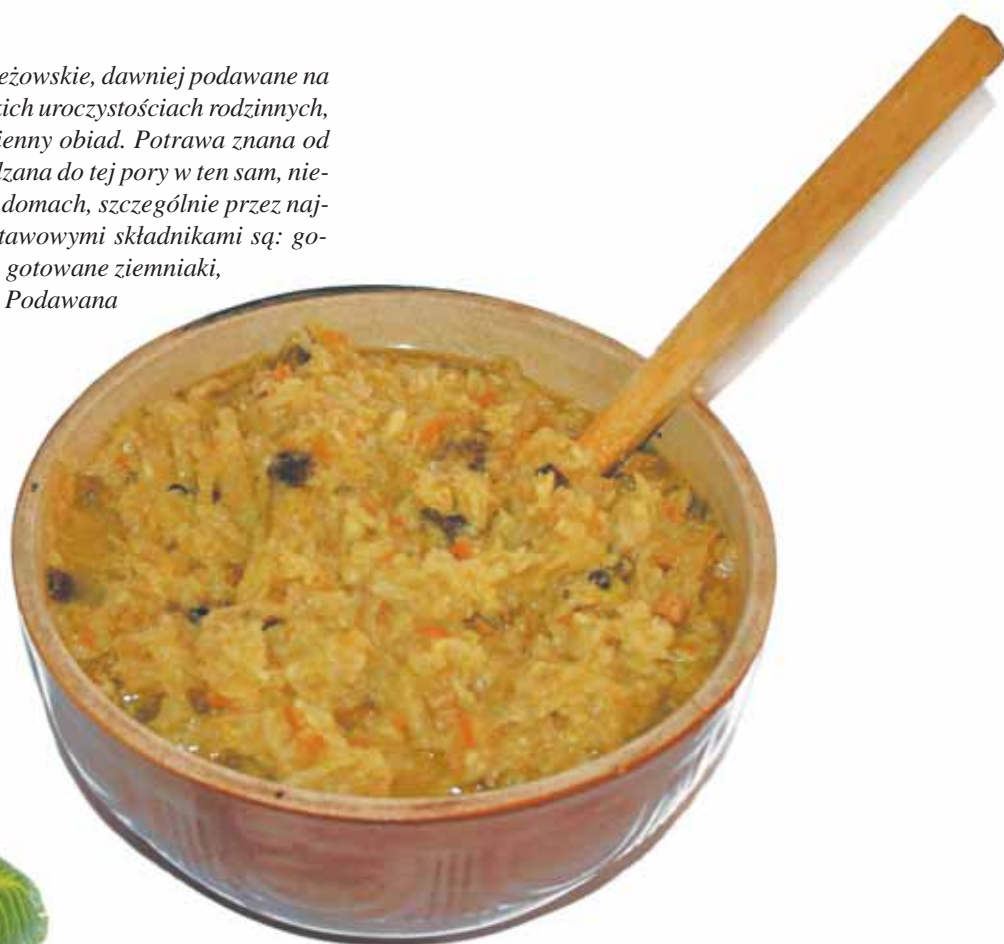 eżowskie, dawniej podawane na
kich uroczystościach rodzinnych,
ienny obiad. Potrawa znana od
dzana do tej pory w ten sam, nie-
domach, szczególnie przez naj-
tawowymi składnikami są: go-
gotowane ziemniaki,
Podawana